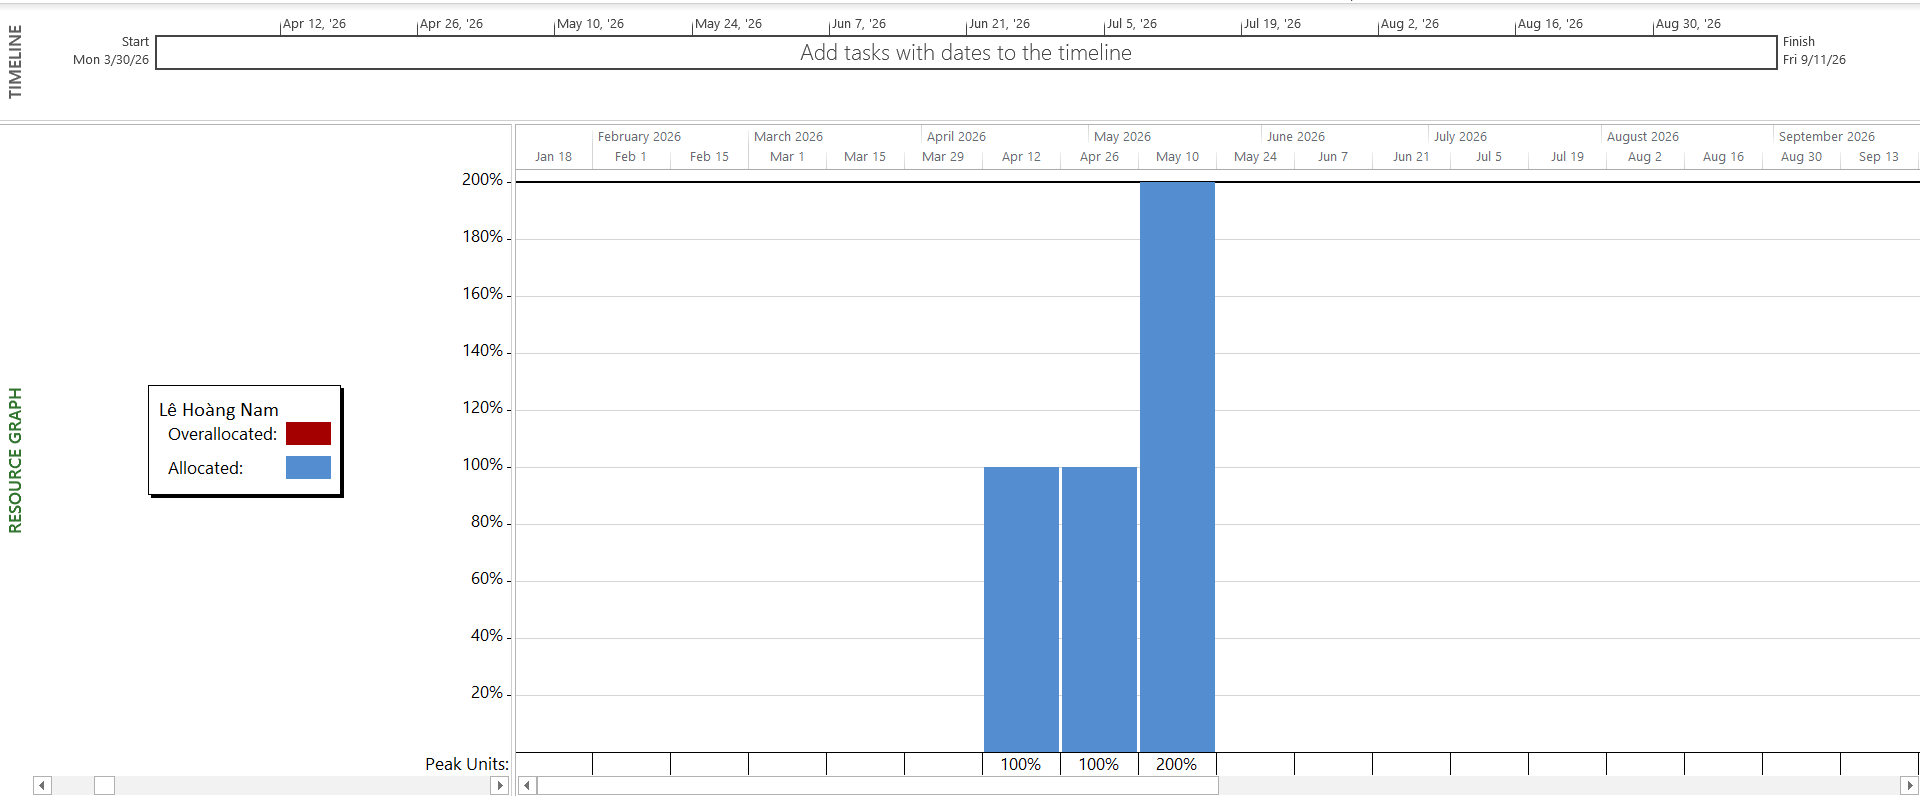 TIMELINE
Apr 12, '26 Apr 26, '26 May 10, '26 May 24, '26 Jun 7, '26 Jun 21, '26 Jul 5, '26 Jul 19, '26 Aug 2, '26 Aug 16, '26 Aug 30, '26
Start
Mon 3/30/26
Add tasks with dates to the timeline
Finish
Fri 9/11/26
RESOURCE GRAPH
February 2026 March 2026 April 2026 May 2026 June 2026 July 2026 August 2026 September 2026
Jan 18 Feb 1 Feb 15 Mar 1 Mar 15 Mar 29 Apr 12 Apr 26 May 10 May 24 Jun 7 Jun 21 Jul 5 Jul 19 Aug 2 Aug 16 Aug 30 Sep 13
Lê Hoàng Nam
Overallocated:
Allocated:
200%
180%
160%
140%
120%
100%
80%
60%
40%
20%
Peak Units: 100% 100% 200%